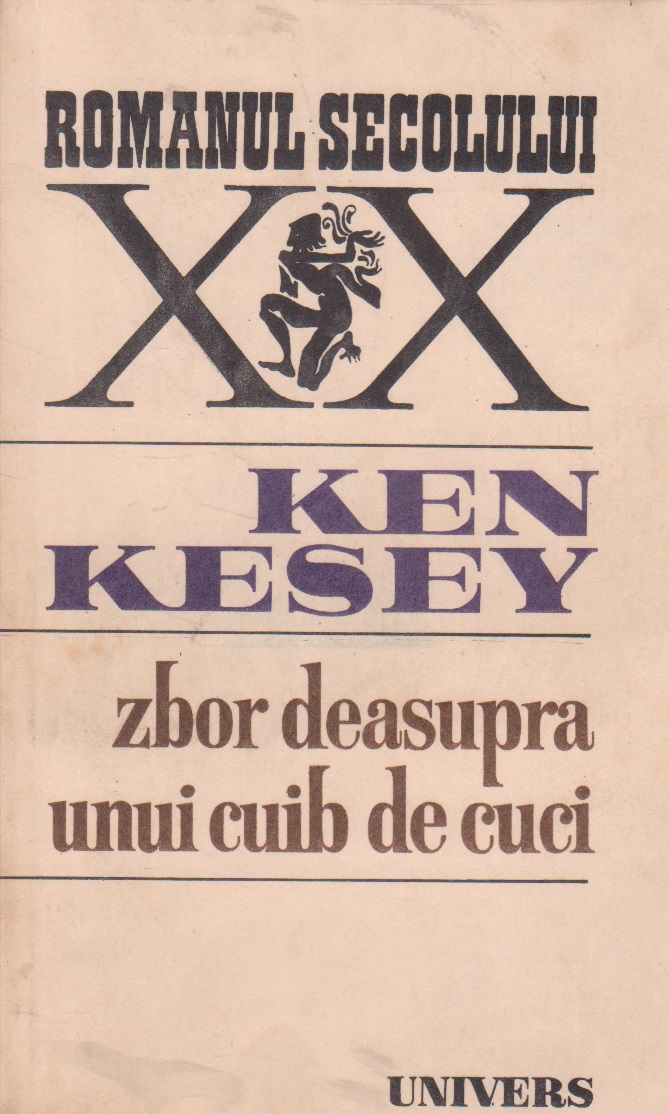 ROMANUL SECOLULUI
XX
KEN
KESEY
zbor deasupra
unui cuib de cuci
UNIVERS